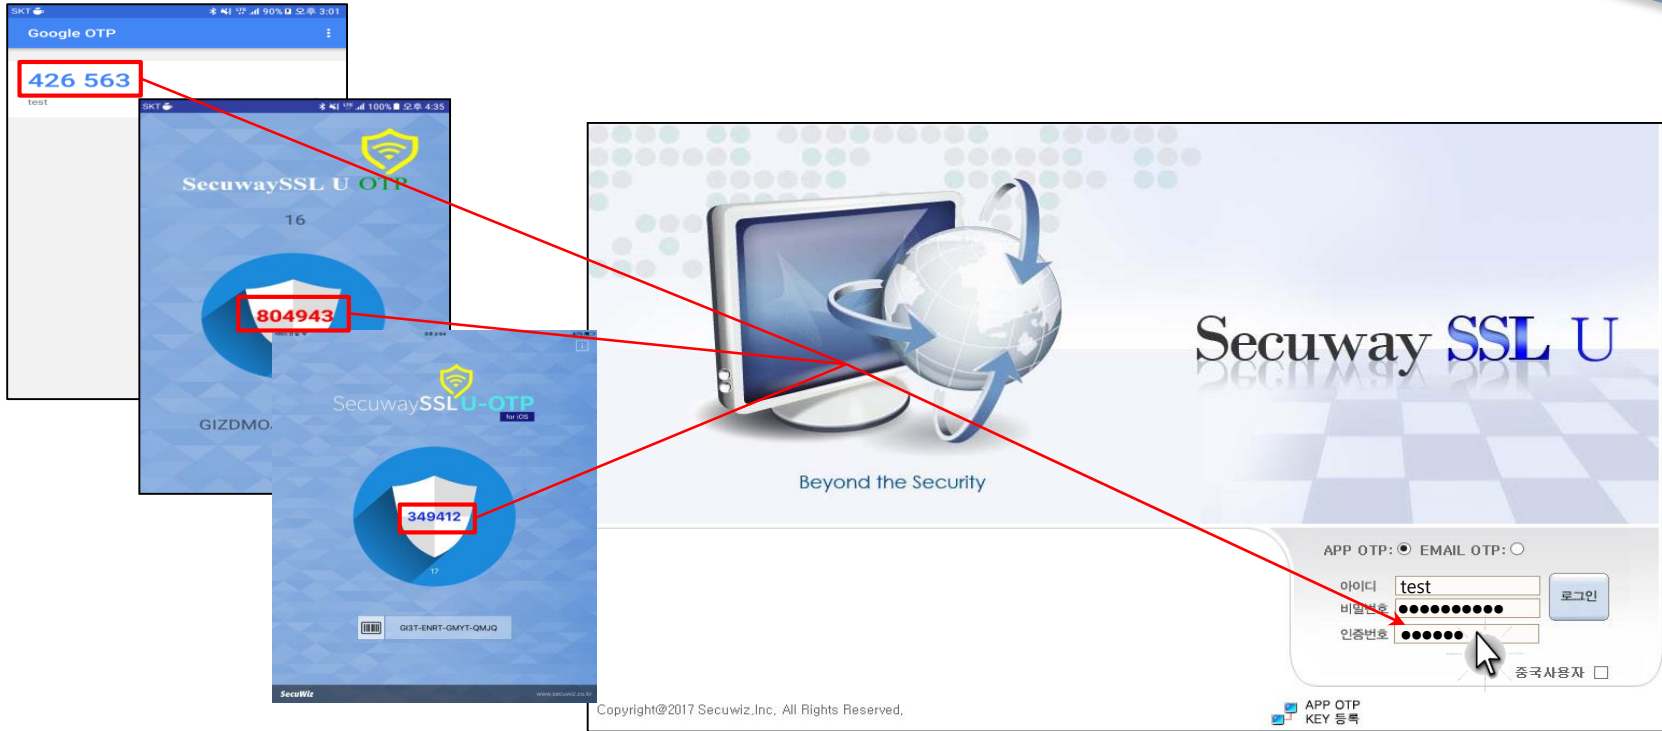 SKT 90% 오후 3:01
Google OTP
426 563
test
SKT LTE 100% 오후 4:35
SecuwaySSL U OTP
16
804943
GIZDMO
SecuwaySSL U-OTP
for iOS
349412
17
GI3T-ENRT-GMYT-QMJQ
SecuWiz
www.secuwiz.co.kr
Secuway SSL U
Beyond the Security
APP OTP: EMAIL OTP:
아이디 test
비밀번호 ●●●●●●●●●●
로그인
인증번호 ●●●●●●
중국사용자
Copyright@2017 Secuwiz,Inc. All Rights Reserved.
APP OTP
KEY 등록